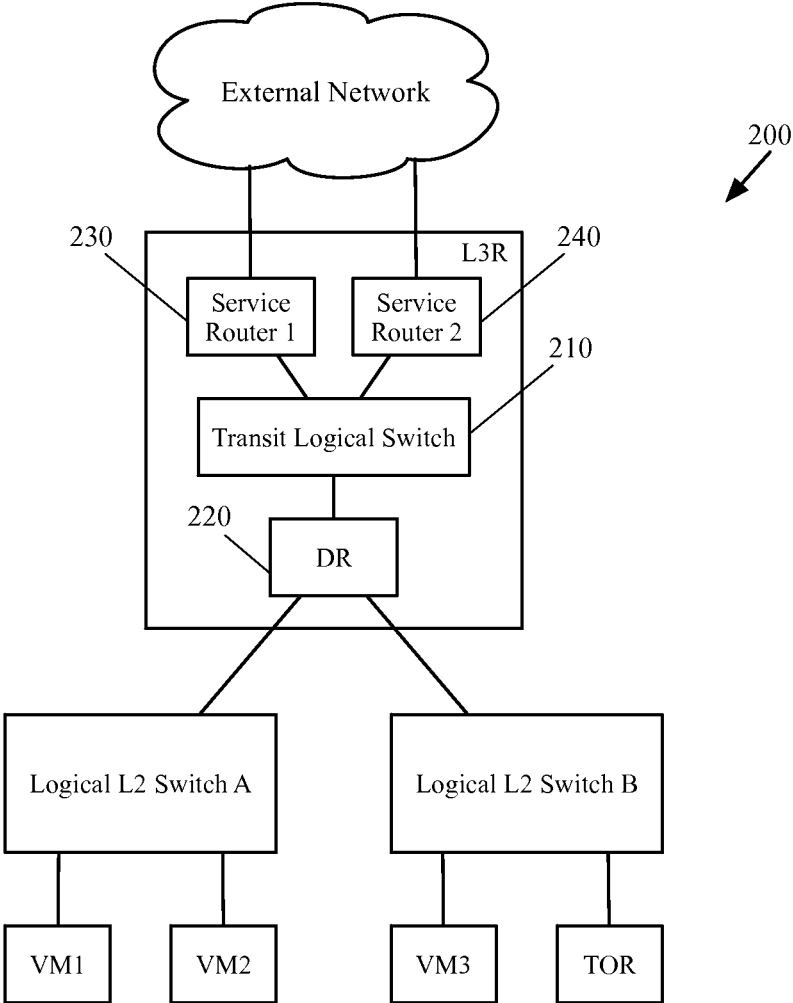 External Network
200
230
L3R
240
Service
Router 1
Service
Router 2
210
Transit Logical Switch
220
DR
Logical L2 Switch A
Logical L2 Switch B
VM1
VM2
VM3
TOR